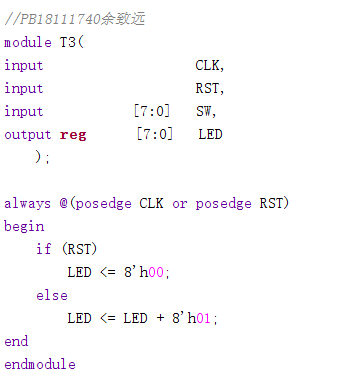 //PB18111740余致远
module T3(
input                   CLK,
input                   RST,
input           [7:0]   SW,
output reg      [7:0]   LED
    );

always @(posedge CLK or posedge RST)
begin
    if (RST)
        LED <= 8'h00;
    else
        LED <= LED + 8'h01;
end
endmodule